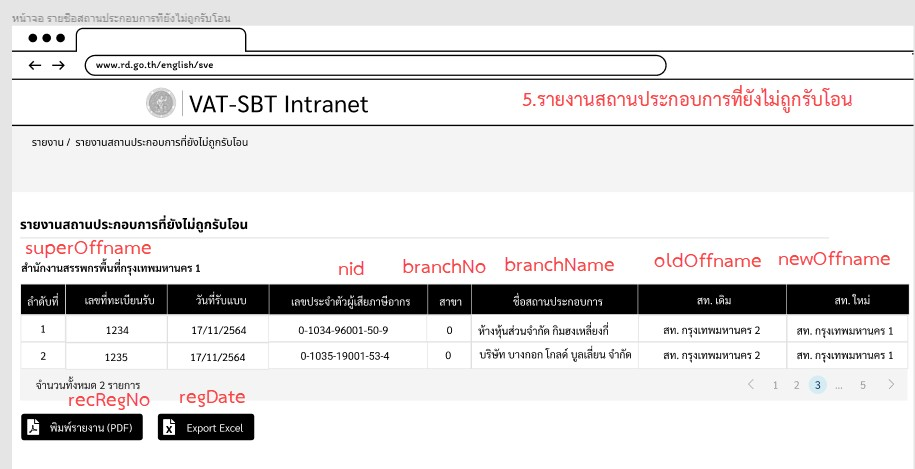 หน้าจอ รายชื่อสถานประกอบการที่ยังไม่ถูกรับโอน
www.rd.go.th/english/sve
VAT-SBT Intranet
5.รายงานสถานประกอบการที่ยังไม่ถูกรับโอน
รายงาน / รายงานสถานประกอบการที่ยังไม่ถูกรับโอน
รายงานสถานประกอบการที่ยังไม่ถูกรับโอน
superOffname
สำนักงานสรรพกรพื้นที่กรุงเทพมหานคร 1
nid branchNo branchName oldOffname newOffname
ลำดับที่ เลขที่ทะเบียนรับ วันที่รับแบบ เลขประจำตัวผู้เสียภาษีอากร สาขา ชื่อสถานประกอบการ สท. เดิม สท. ใหม่
1 1234 17/11/2564 0-1034-96001-50-9 0 ห้างหุ้นส่วนจำกัด กิมฮงเหลี่ยงกี่ สท. กรุงเทพมหานคร 2 สท. กรุงเทพมหานคร 1
2 1235 17/11/2564 0-1035-19001-53-4 0 บริษัท บางกอก โกลด์ บูลเลี่ยน จำกัด สท. กรุงเทพมหานคร 2 สท. กรุงเทพมหานคร 1
จำนวนทั้งหมด 2 รายการ 1 2 3 ... 5
recRegNo regDate
พิมพ์รายงาน (PDF) Export Excel